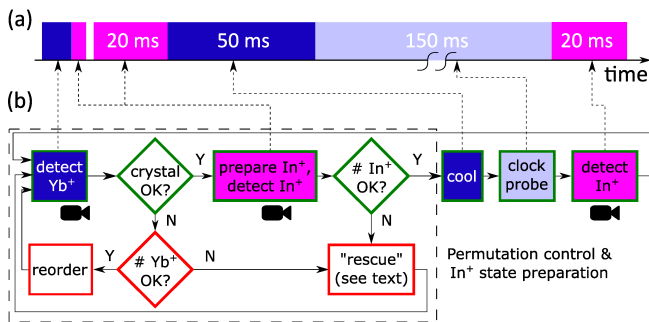 (a)
20 ms
50 ms
150 ms
20 ms
time
(b)
detect
Yb+
crystal
OK?
Y
prepare In+,
detect In+
# In+
OK?
Y
cool
clock
probe
detect
In+
N
N
reorder
Y
# Yb+
OK?
N
"rescue"
(see text)
Permutation control &
In+ state preparation